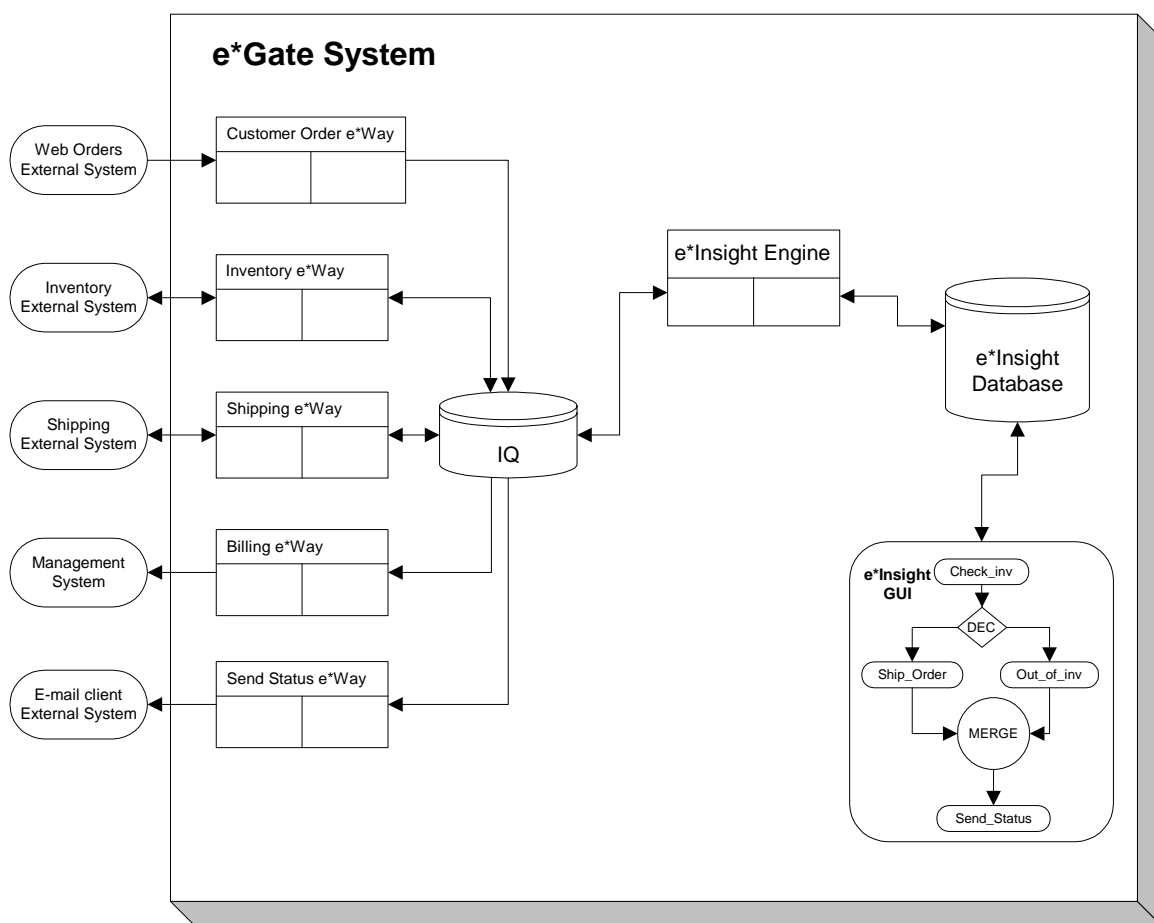 e*Gate System
Web Orders
External System
Customer Order e*Way
Inventory
External System
Inventory e*Way
Shipping
External System
Shipping e*Way
Management
System
Billing e*Way
E-mail client
External System
Send Status e*Way
IQ
e*Insight Engine
e*Insight
Database
e*Insight
GUI
Check_inv
DEC
Ship_Order
Out_of_inv
MERGE
Send_Status